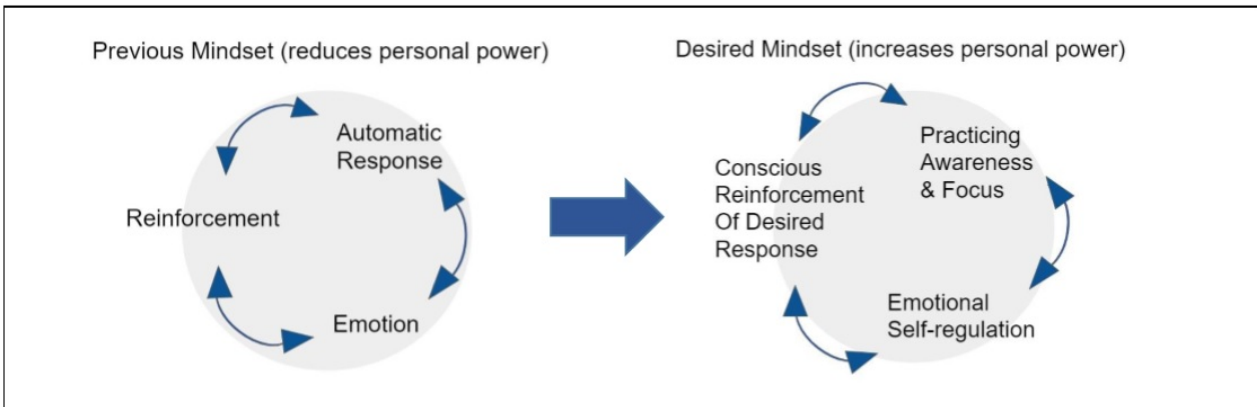 Previous Mindset (reduces personal power)
Automatic
Response
Reinforcement
Emotion
Desired Mindset (increases personal power)
Practicing
Awareness
& Focus
Conscious
Reinforcement
Of Desired
Response
Emotional
Self-regulation